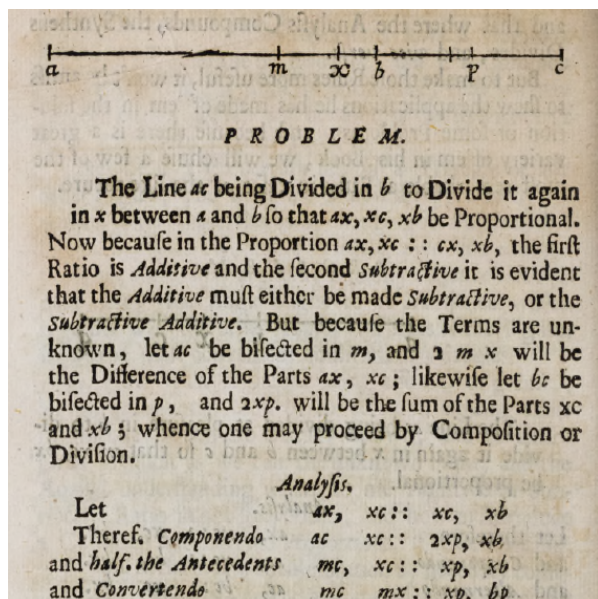 a m x b p c
PROBLEM.
The Line ac being Divided in b to Divide it again
in x between a and b ſo that ax, xc, xb be Proportional.
Now becauſe in the Proportion ax, xc : : cx, xb, the firſt
Ratio is Additive and the ſecond Subtractive it is evident
that the Additive muſt either be made Subtractive, or the
Subtractive Additive. But becauſe the Terms are un-
known, let ac be biſected in m, and 2 m x will be
the Difference of the Parts ax, xc; likewiſe let bc be
biſected in p, and 2xp. will be the ſum of the Parts xc
and xb; whence one may proceed by Compoſition or
Diviſion.
Analyſis.
Let ax, xc :: xc, xb
Theref. Componendo ac xc :: 2xp, xb
and half. the Antecedents mc, xc :: xp, xb
and Convertendo mc mx :: xp, bp